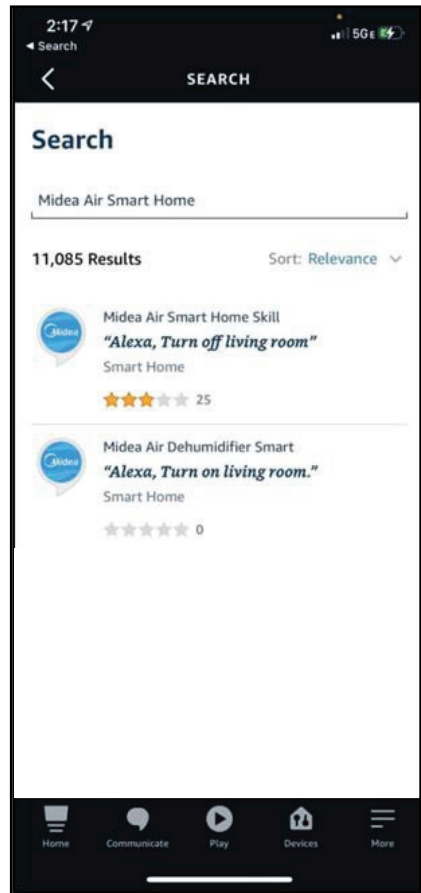 2:17
5GE
◀ Search
SEARCH
Search
Midea Air Smart Home
11,085 Results
Sort: Relevance
Midea
Midea Air Smart Home Skill
“Alexa, Turn off living room”
Smart Home
25
Midea
Midea Air Dehumidifier Smart
“Alexa, Turn on living room.”
Smart Home
0
Home
Communicate
Play
Devices
More